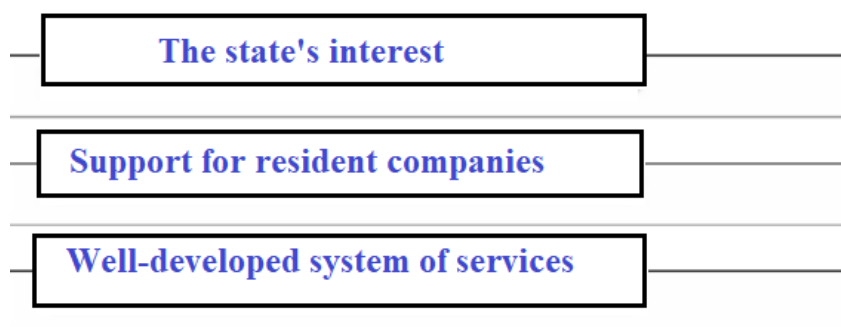 The state's interest
Support for resident companies
Well-developed system of services